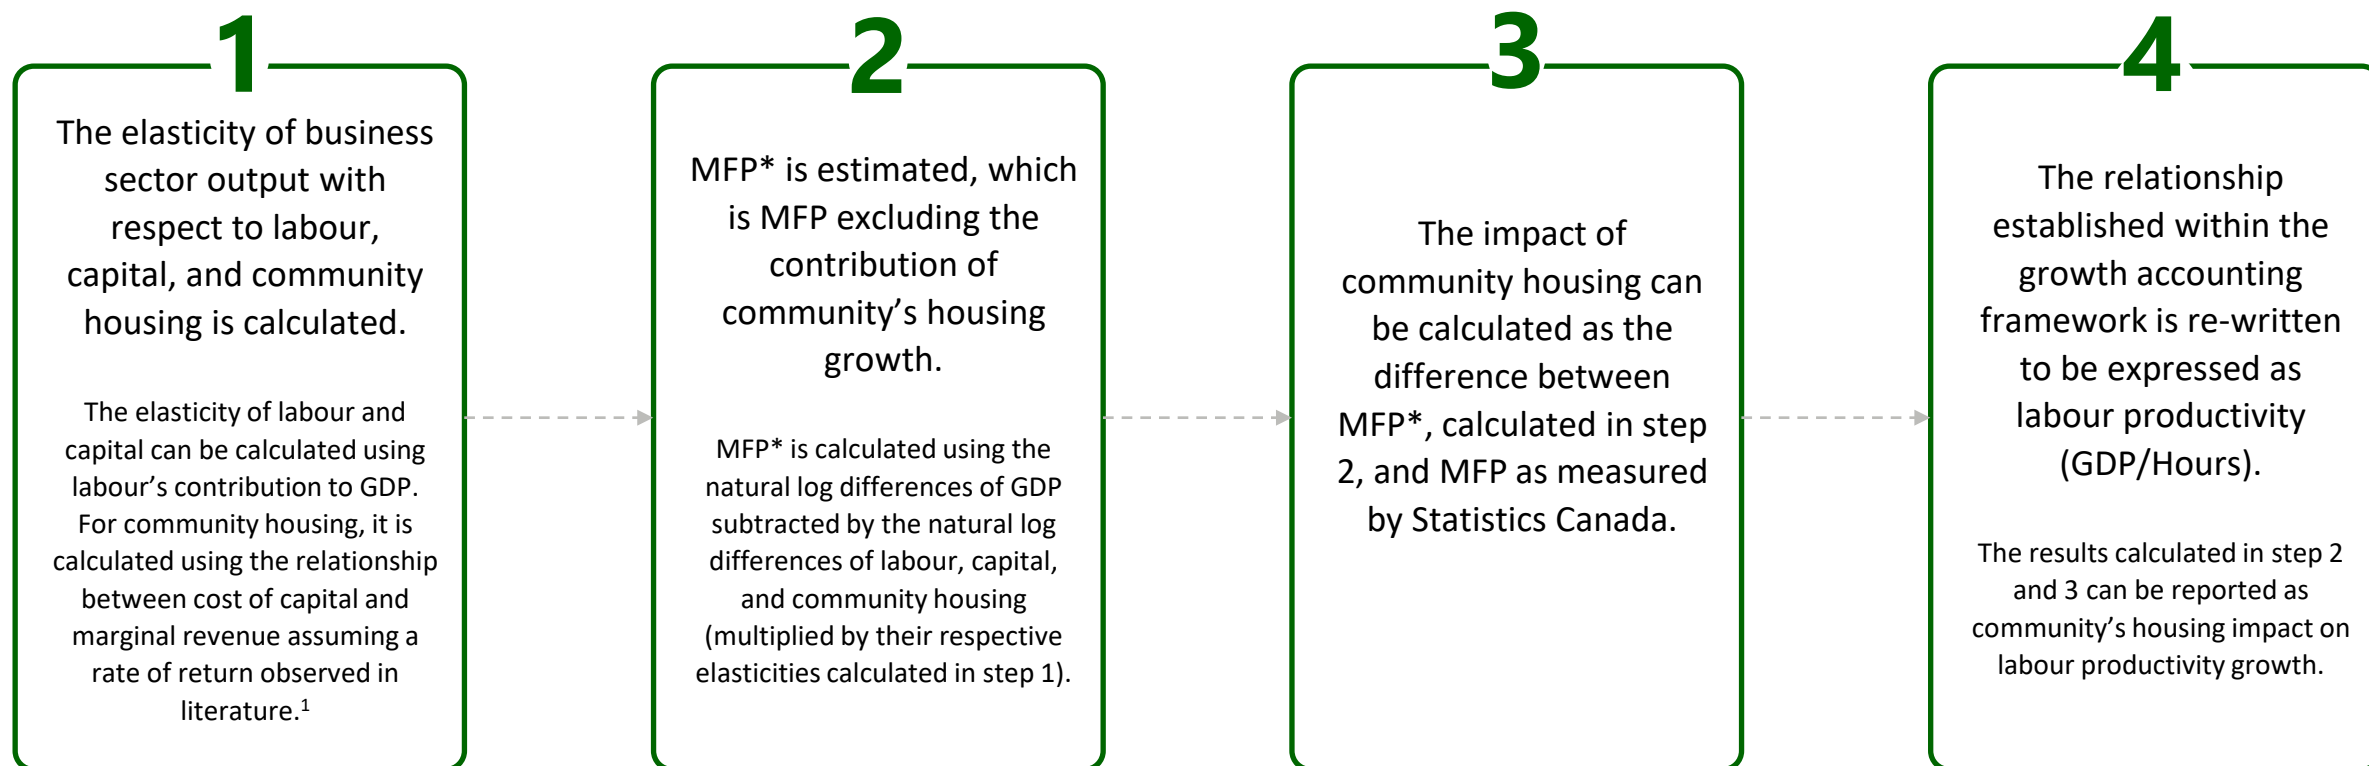 1
The elasticity of business
sector output with
respect to labour,
capital, and community
housing is calculated.
The elasticity of labour and
capital can be calculated using
labour’s contribution to GDP.
For community housing, it is
calculated using the relationship
between cost of capital and
marginal revenue assuming a
rate of return observed in
literature.¹
2
MFP* is estimated, which
is MFP excluding the
contribution of
community’s housing
growth.
MFP* is calculated using the
natural log differences of GDP
subtracted by the natural log
differences of labour, capital,
and community housing
(multiplied by their respective
elasticities calculated in step 1).
3
The impact of
community housing can
be calculated as the
difference between
MFP*, calculated in step
2, and MFP as measured
by Statistics Canada.
4
The relationship
established within the
growth accounting
framework is re-written
to be expressed as
labour productivity
(GDP/Hours).
The results calculated in step 2
and 3 can be reported as
community’s housing impact on
labour productivity growth.